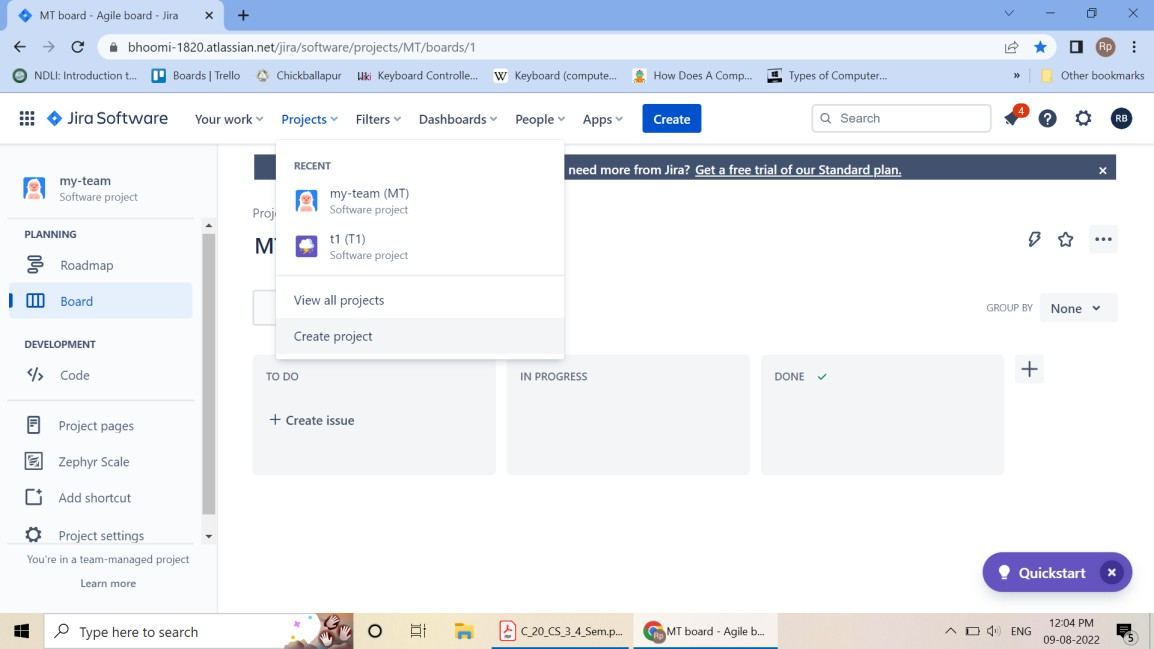 MT board - Agile board - Jira
bhoomi-1820.atlassian.net/jira/software/projects/MT/boards/1
Rp
NDLI: Introduction t...
Boards | Trello
Chickballapur
Keyboard Controlle...
W Keyboard (compute...
How Does A Comp...
Types of Computer...
»
Other bookmarks
Jira Software
Your work
Projects
Filters
Dashboards
People
Apps
Create
Search
4
RB
my-team
Software project
PLANNING
Roadmap
Board
DEVELOPMENT
Code
Project pages
Zephyr Scale
Add shortcut
Project settings
You're in a team-managed project
Learn more
RECENT
my-team (MT)
Software project
t1 (T1)
Software project
View all projects
Create project
need more from Jira? Get a free trial of our Standard plan.
Proj
M
GROUP BY
None
TO DO
+ Create issue
IN PROGRESS
DONE
Quickstart
Type here to search
C_20_CS_3_4_Sem.p...
MT board - Agile b...
ENG
12:04 PM
09-08-2022
5